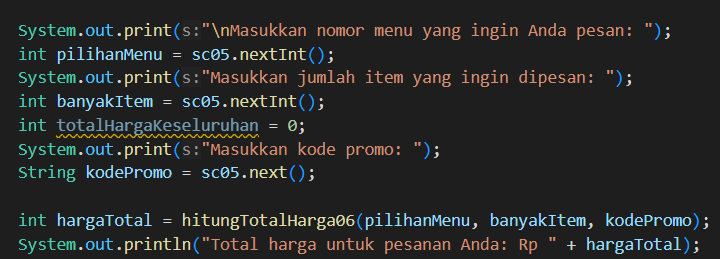 System.out.print(s:"\nMasukkan nomor menu yang ingin Anda pesan: ");
int pilihanMenu = sc05.nextInt();
System.out.print(s:"Masukkan jumlah item yang ingin dipesan: ");
int banyakItem = sc05.nextInt();
int totalHargaKeseluruhan = 0;
System.out.print(s:"Masukkan kode promo: ");
String kodePromo = sc05.next();
int hargaTotal = hitungTotalHarga06(pilihanMenu, banyakItem, kodePromo);
System.out.println("Total harga untuk pesanan Anda: Rp " + hargaTotal);